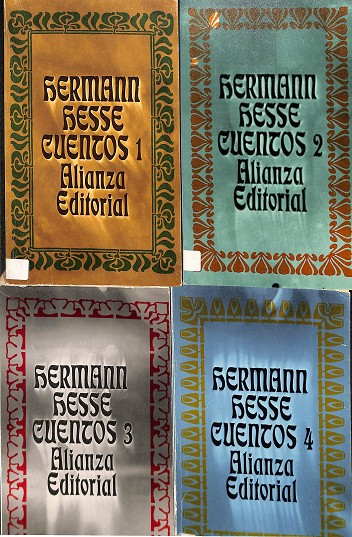 HERMANN
HESSE
CUENTOS 1
Alianza
Editorial
HERMANN
HESSE
CUENTOS 2
Alianza
Editorial
HERMANN
HESSE
CUENTOS 3
Alianza
Editorial
HERMANN
HESSE
CUENTOS 4
Alianza
Editorial